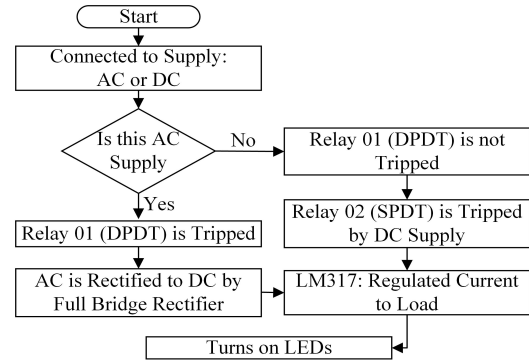 Start
Connected to Supply:
AC or DC
Is this AC
Supply
No
Yes
Relay 01 (DPDT) is not
Tripped
Relay 02 (SPDT) is Tripped
by DC Supply
Relay 01 (DPDT) is Tripped
AC is Rectified to DC by
Full Bridge Rectifier
LM317: Regulated Current
to Load
Turns on LEDs